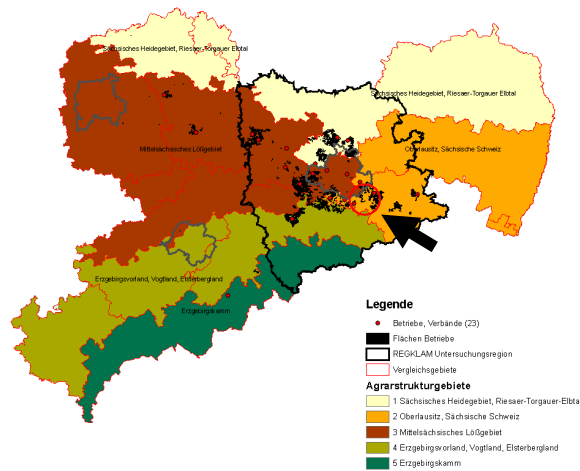 Sächsisches Heidegebiet, Riesaer-Torgauer Elbtal
Sächsisches Heidegebiet, Riesaer-Torgauer Elbtal
Mittelsächsisches Lößgebiet
Oberlausitz, Sächsische Schweiz
Erzgebirgsvorland, Vogtland, Elsterbergland
Erzgebirgskamm
Legende
Betriebe, Verbände (23)
Flächen Betriebe
REGKLAM Untersuchungsregion
Vergleichsgebiete
Agrarstrukturgebiete
1 Sächsisches Heidegebiet, Riesaer-Torgauer-Elbta
2 Oberlausitz, Sächsische Schweiz
3 Mittelsächsisches Lößgebiet
4 Erzgebirgsvorland, Vogtland, Elsterbergland
5 Erzgebirgskamm